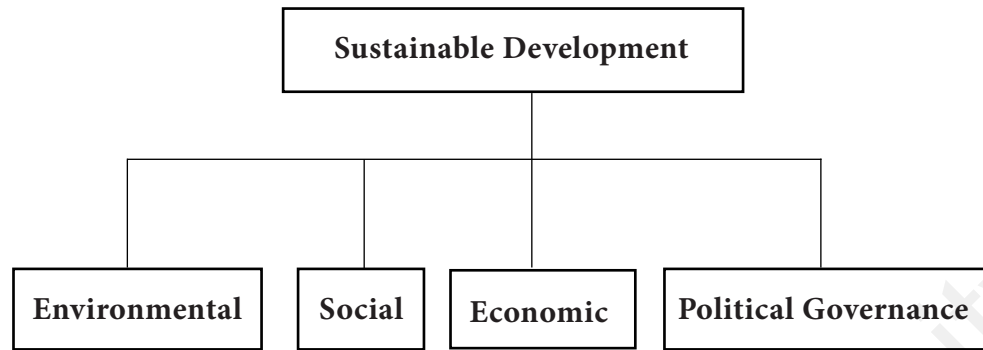 Sustainable Development
Environmental
Social
Economic
Political Governance